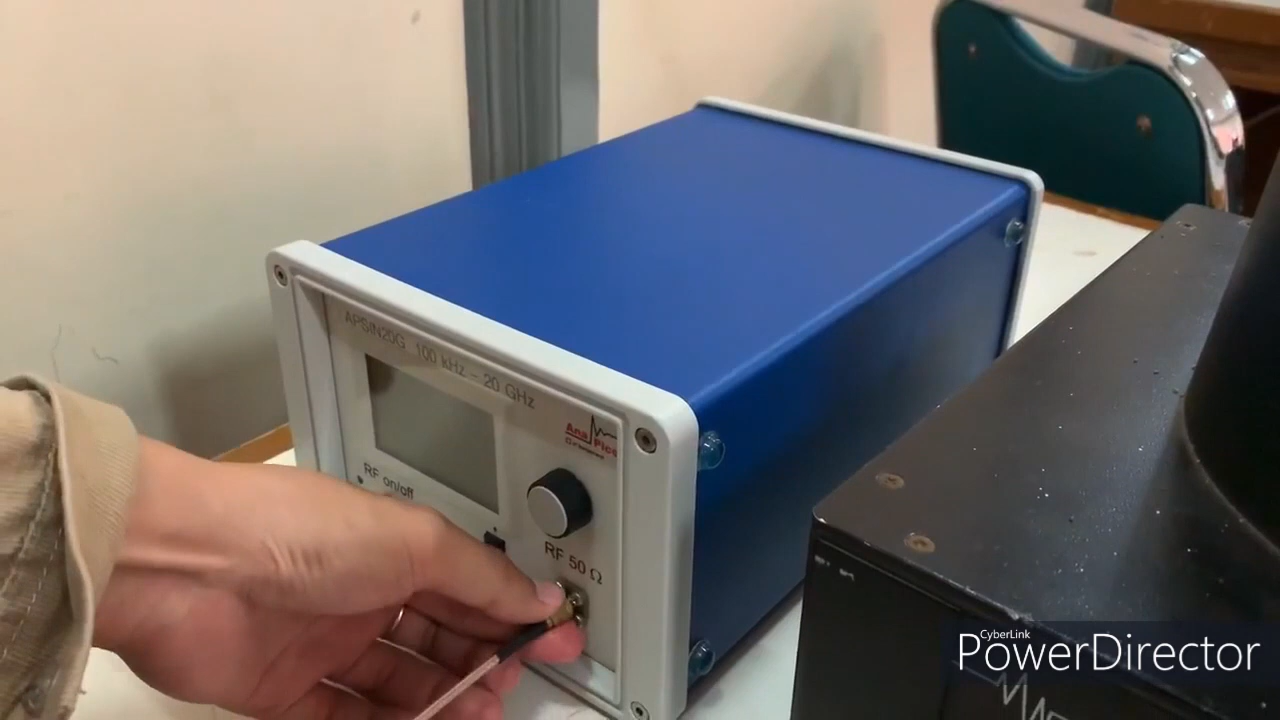 APSIN20G 100 kHz – 20 GHz
AnaPico
RF on/off
RF 50 Ω
CyberLink
PowerDirector